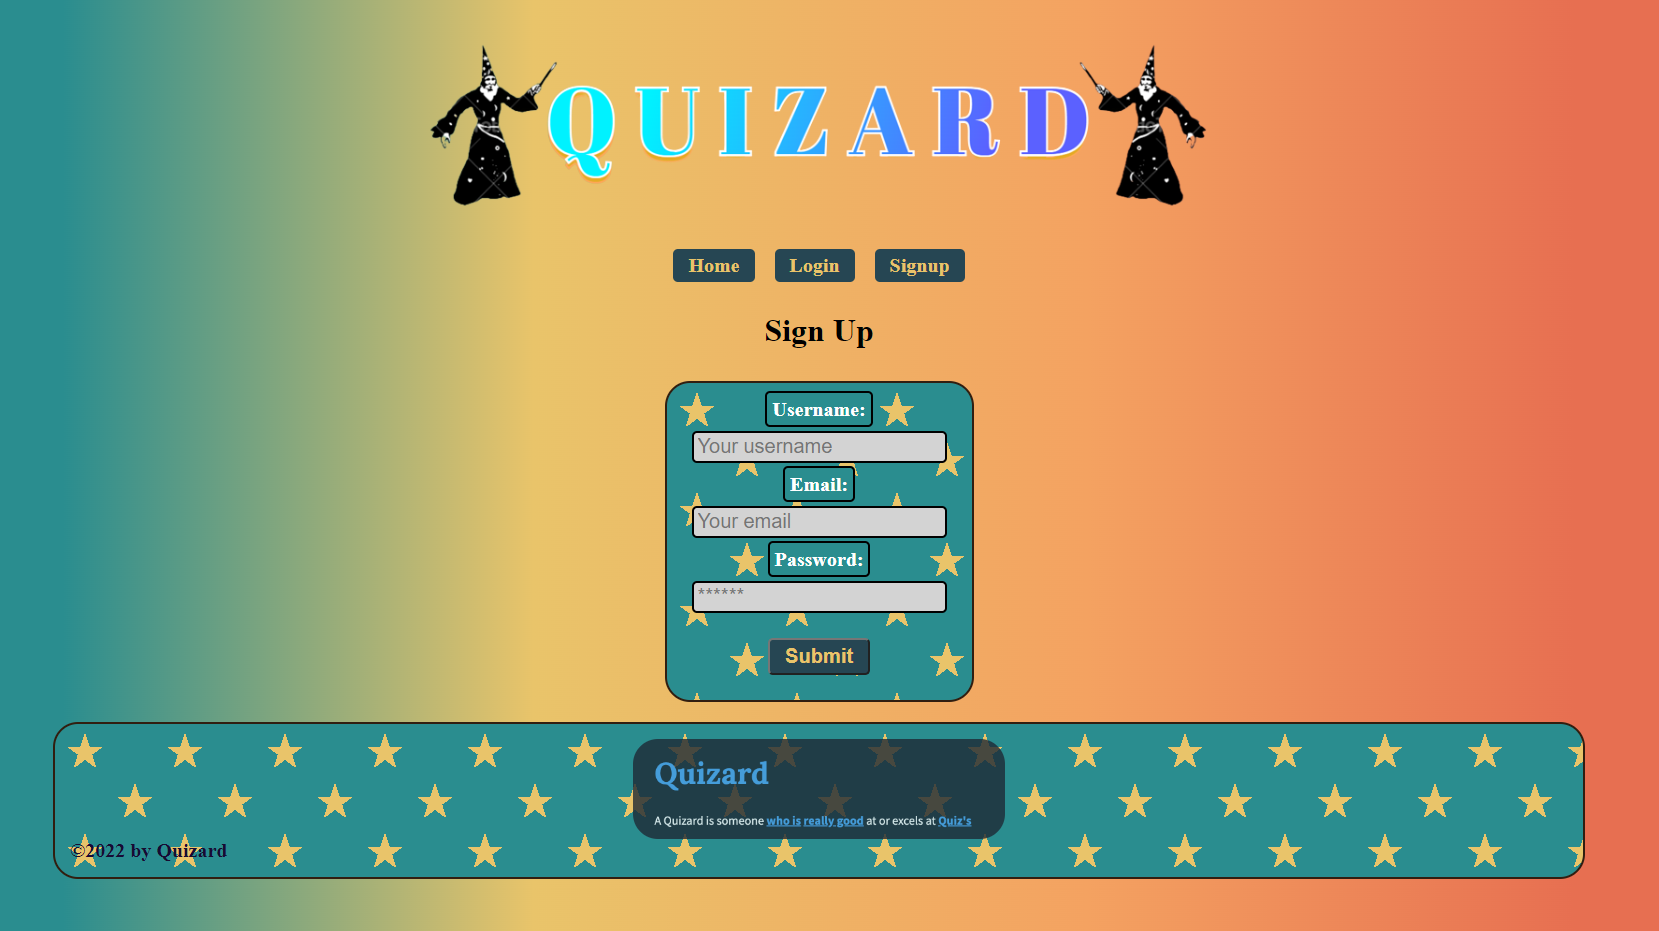 QUIZARD
Home Login Signup
Sign Up
Username:
Your username
Email:
Your email
Password:
******
Submit
Quizard
A Quizard is someone who is really good at or excels at Quiz's
©2022 by Quizard